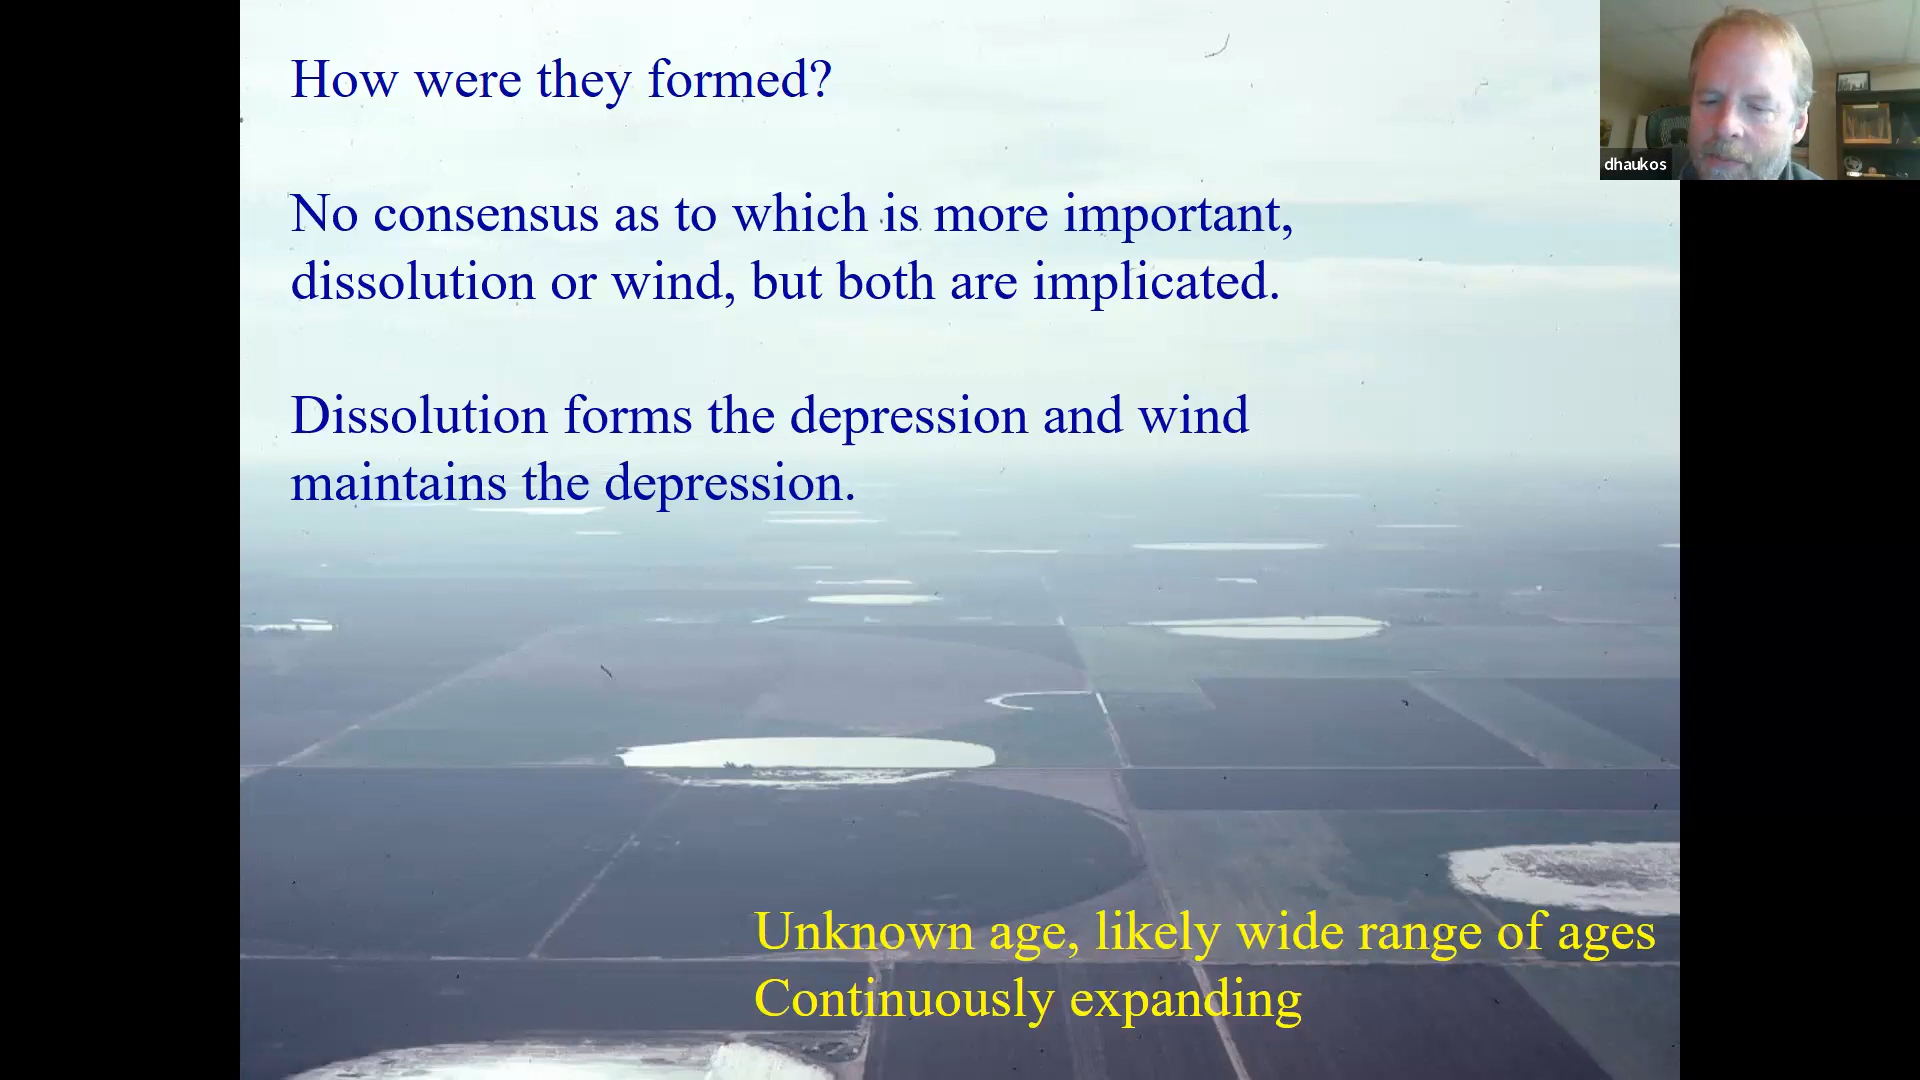 How were they formed?
No consensus as to which is more important,
dissolution or wind, but both are implicated.
Dissolution forms the depression and wind
maintains the depression.
Unknown age, likely wide range of ages
Continuously expanding
dhaukos